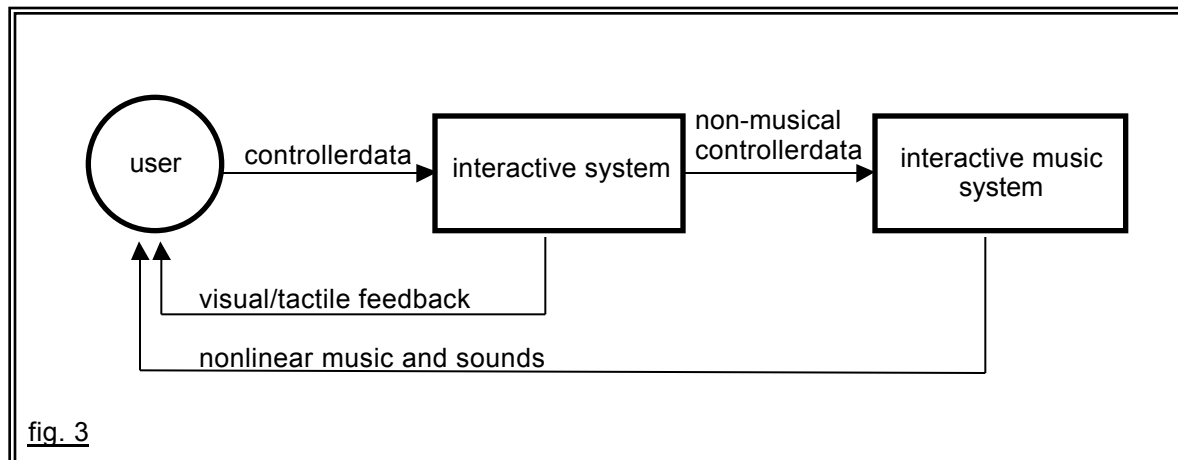 user
controllerdata
interactive system
non-musical
controllerdata
interactive music
system
visual/tactile feedback
nonlinear music and sounds
fig. 3